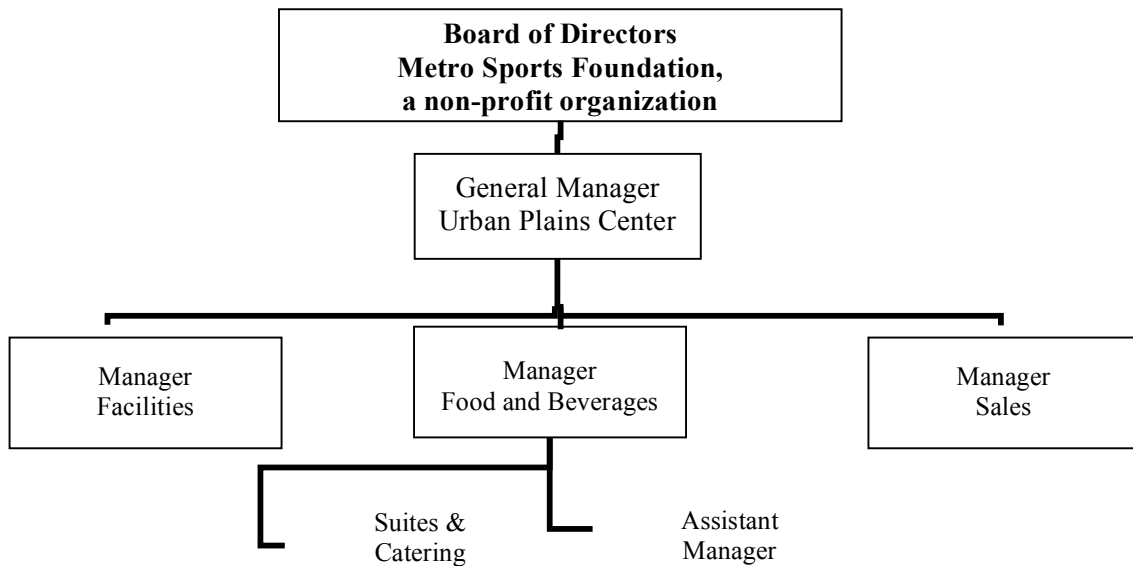 Board of Directors
Metro Sports Foundation,
a non-profit organization
General Manager
Urban Plains Center
Manager
Facilities
Manager
Food and Beverages
Manager
Sales
Suites &
Catering
Assistant
Manager